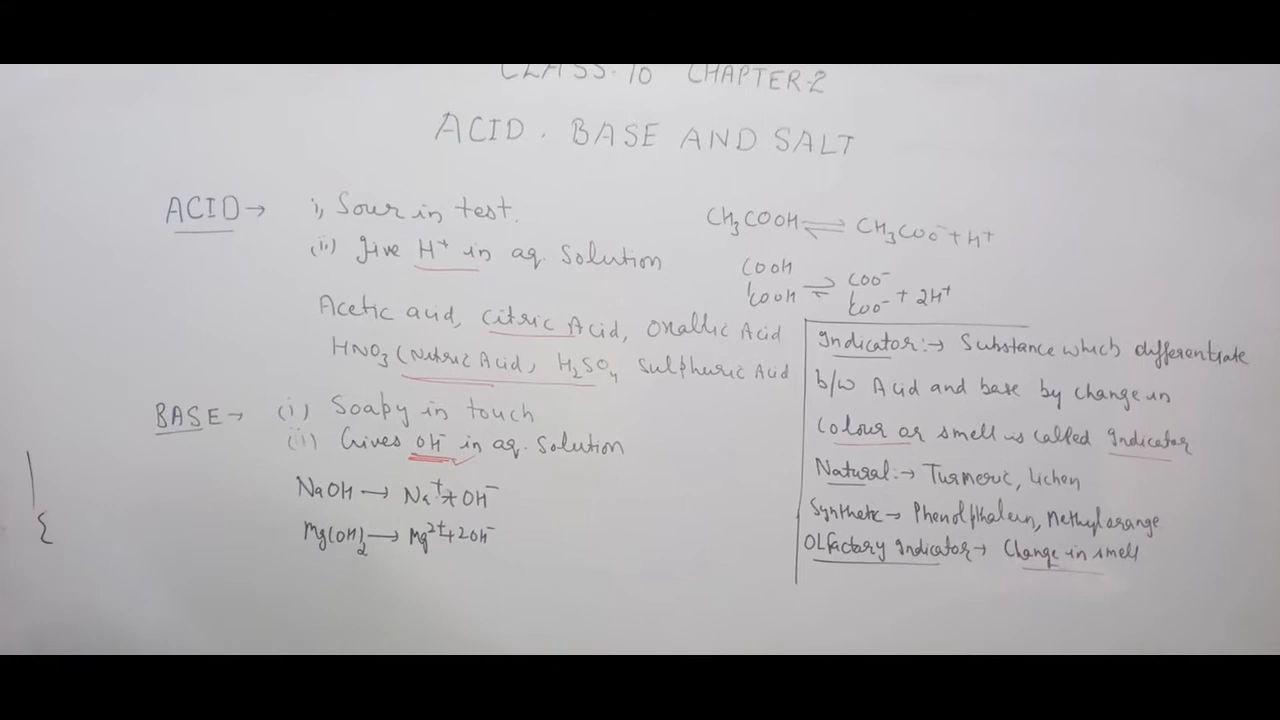 CLASS-10 CHAPTER-2
ACID. BASE AND SALT
ACID → i, Sour in test.
(ii) give H⁺ in aq. Solution
Acetic acid, Citric Acid, Oxallic Acid
HNO₃ (Nitric Acid), H₂SO₄ Sulphuric Acid
BASE → (i) Soapy in touch
(ii) Gives OH⁻ in aq. Solution
NaOH → Na⁺ + OH⁻
Mg(OH)₂ → Mg²⁺+2OH⁻
CH₃COOH ⇌ CH₃COO⁻ + H⁺
COOH ⇌ COO⁻
COOH COO⁻ + 2H⁺
Indicator:→ Substance which differentiate
b/w Acid and base by change in
Colour or smell is called Indicator
Natural:→ Turmeric, Lichen
Synthetic → Phenolphalein, Methyl orange
OLfactory Indicator → Change in smell